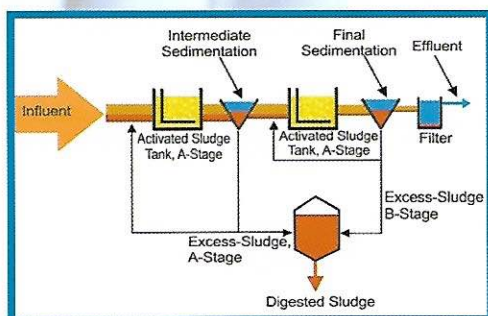 Intermediate
Sedimentation
Final
Sedimentation
Effluent
Influent
Activated Sludge
Tank, A-Stage
Activated Sludge
Tank, A-Stage
Filter
Excess-Sludge
B-Stage
Excess-Sludge,
A-Stage
Digested Sludge